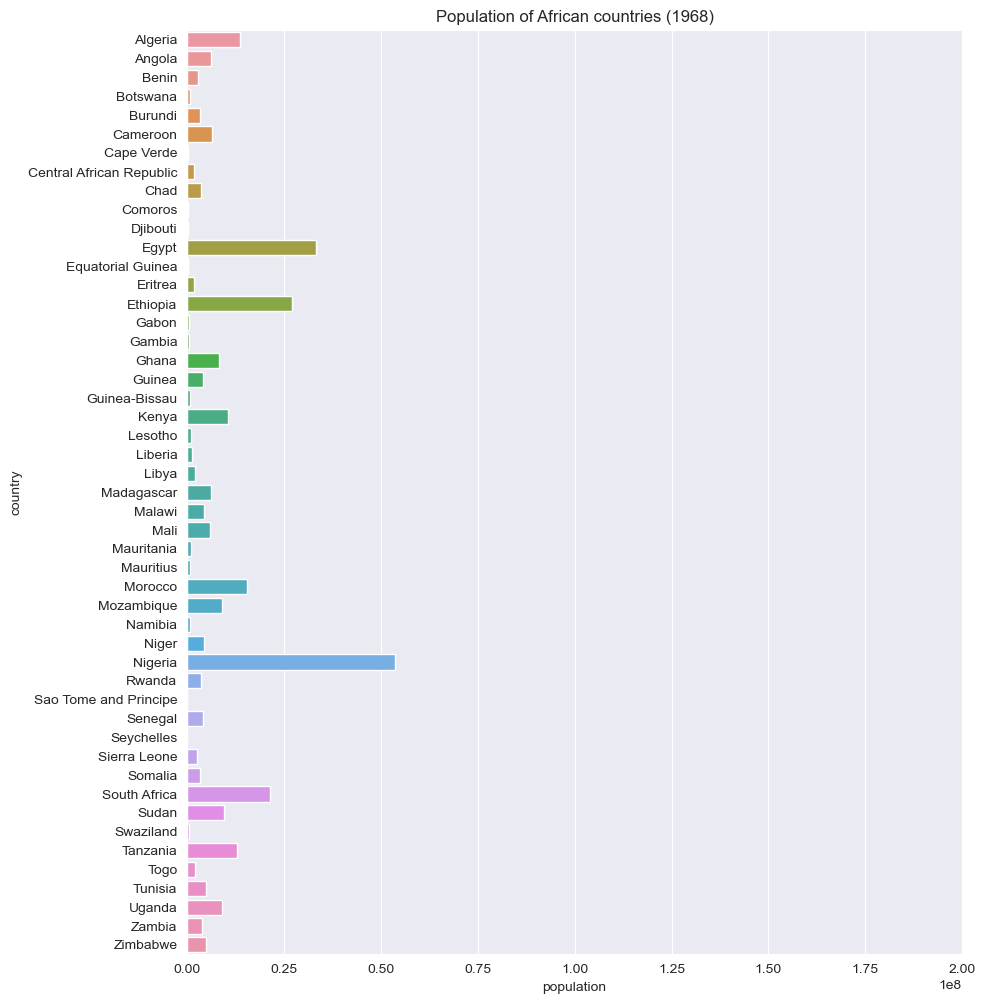 Population of African countries (1968)
Algeria
Angola
Benin
Botswana
Burundi
Cameroon
Cape Verde
Central African Republic
Chad
Comoros
Djibouti
Egypt
Equatorial Guinea
Eritrea
Ethiopia
Gabon
Gambia
Ghana
Guinea
Guinea-Bissau
Kenya
Lesotho
Liberia
Libya
Madagascar
Malawi
Mali
Mauritania
Mauritius
Morocco
Mozambique
Namibia
Niger
Nigeria
Rwanda
Sao Tome and Principe
Senegal
Seychelles
Sierra Leone
Somalia
South Africa
Sudan
Swaziland
Tanzania
Togo
Tunisia
Uganda
Zambia
Zimbabwe
country
0.00 0.25 0.50 0.75 1.00 1.25 1.50 1.75 2.00
1e8
population